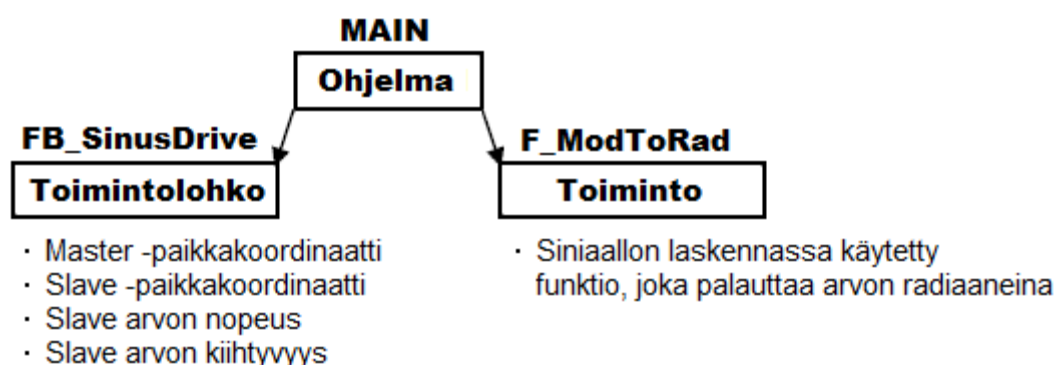 MAIN
Ohjelma
FB_SinusDrive
Toimintolohko
· Master -paikkakoordinaatti
· Slave -paikkakoordinaatti
· Slave arvon nopeus
· Slave arvon kiihtyvyys
F_ModToRad
Toiminto
· Siniaallon laskennassa käytetty
funktio, joka palauttaa arvon radiaaneina